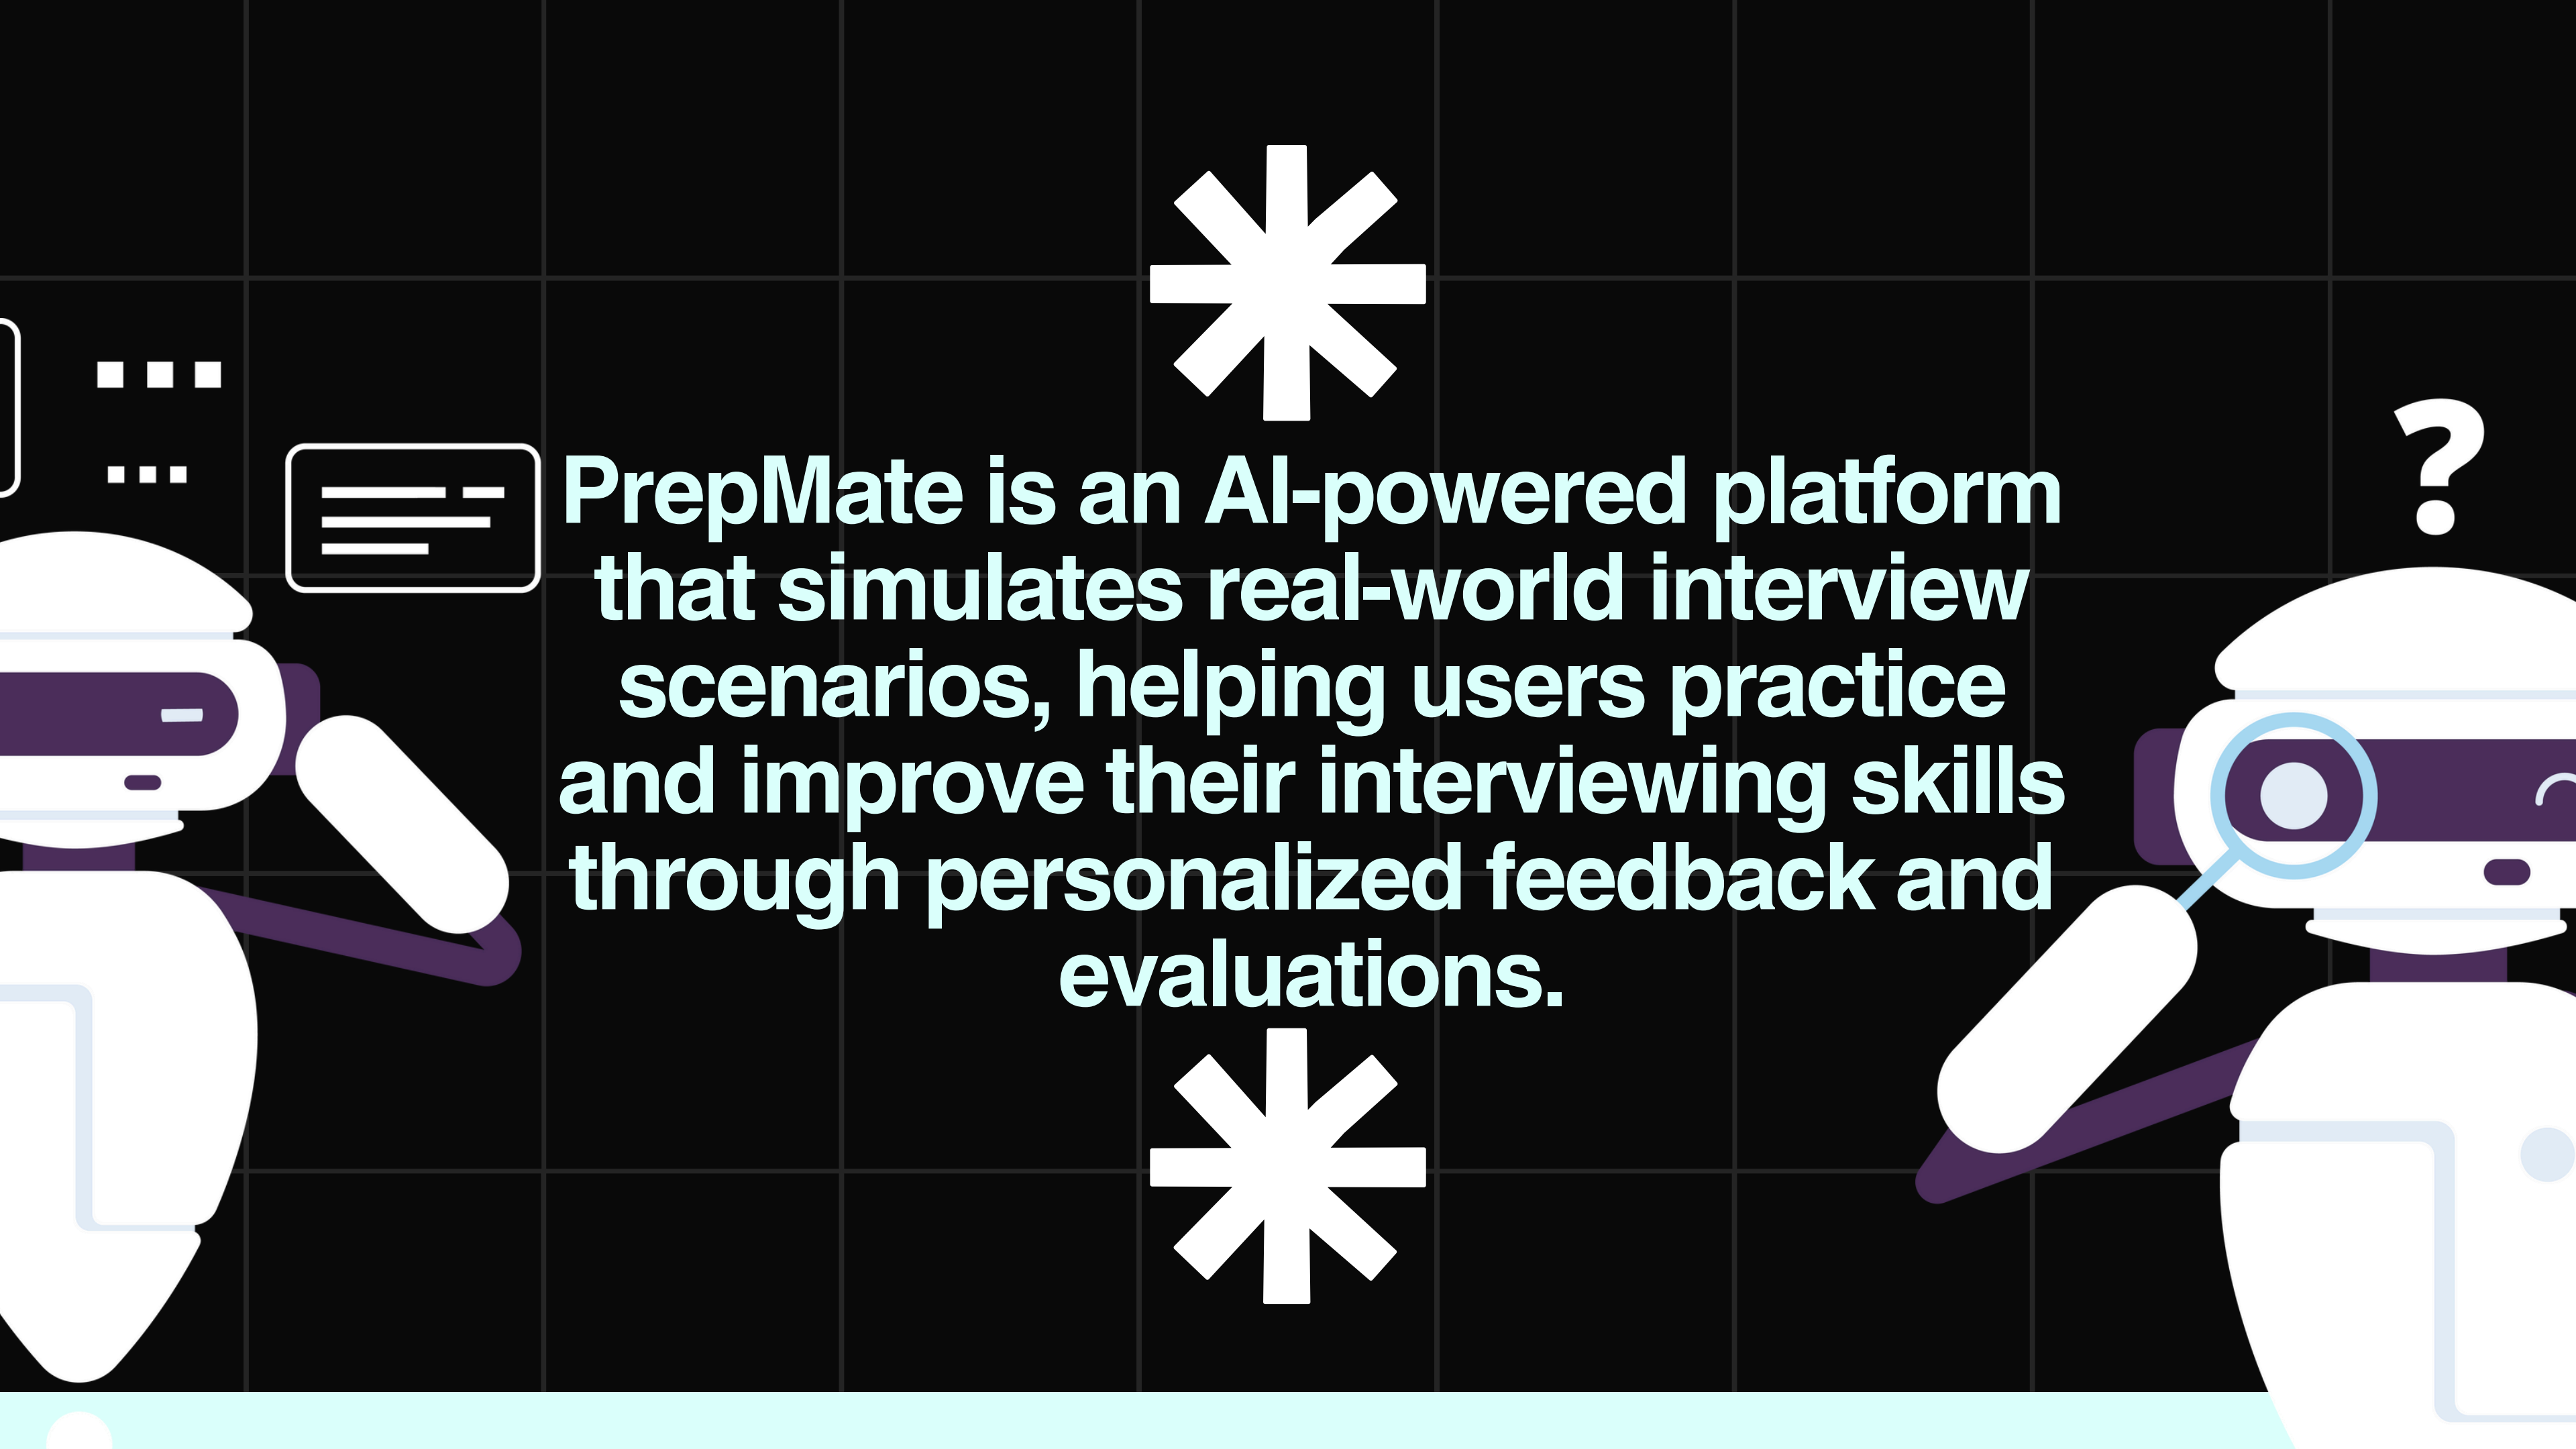 ?
PrepMate is an AI-powered platform
that simulates real-world interview
scenarios, helping users practice
and improve their interviewing skills
through personalized feedback and
evaluations.